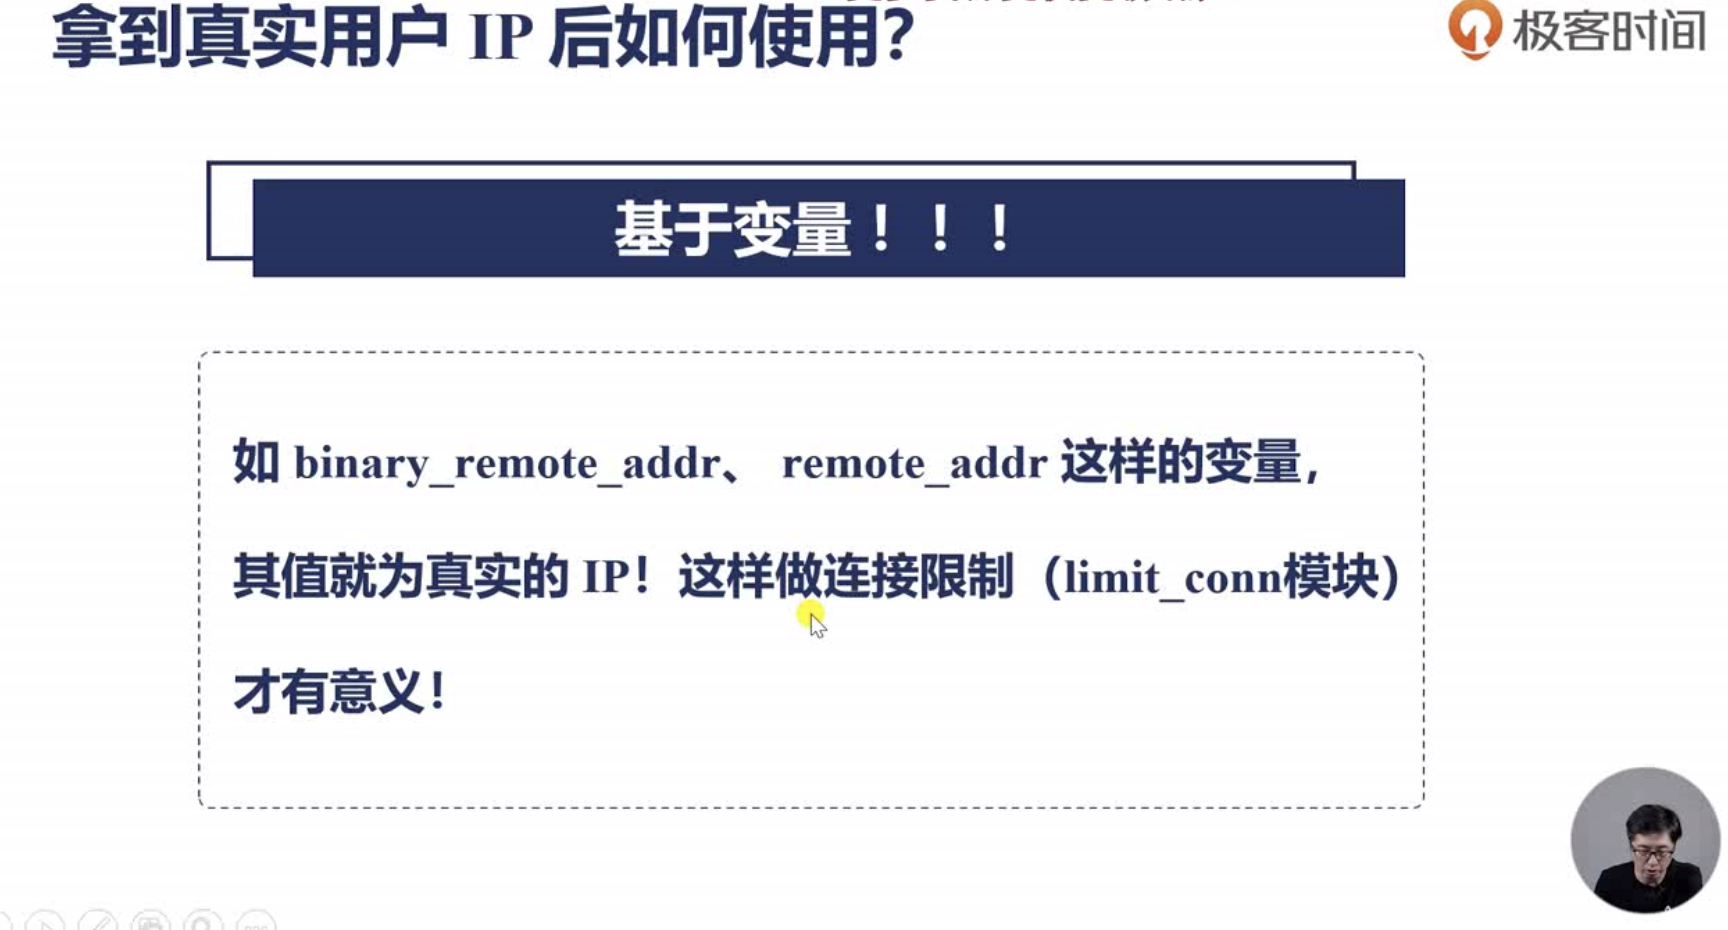 拿到真实用户 IP 后如何使用？
极客时间
基于变量！！！
如 binary_remote_addr、 remote_addr 这样的变量，
其值就为真实的 IP！这样做连接限制（limit_conn模块）
才有意义！